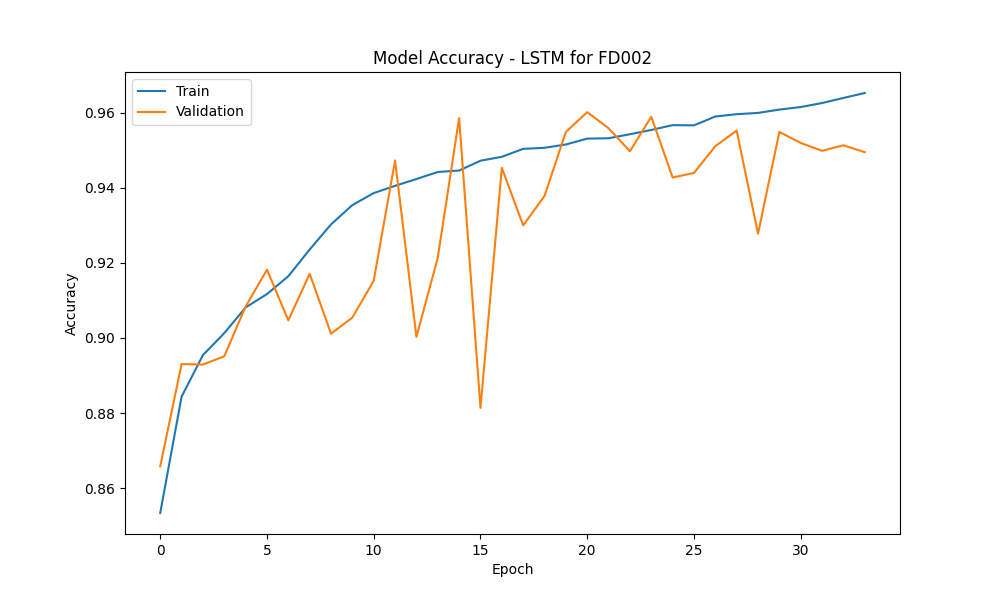 Model Accuracy - LSTM for FD002
Train
Validation
0.96
0.94
0.92
0.90
0.88
0.86
Accuracy
0 5 10 15 20 25 30
Epoch